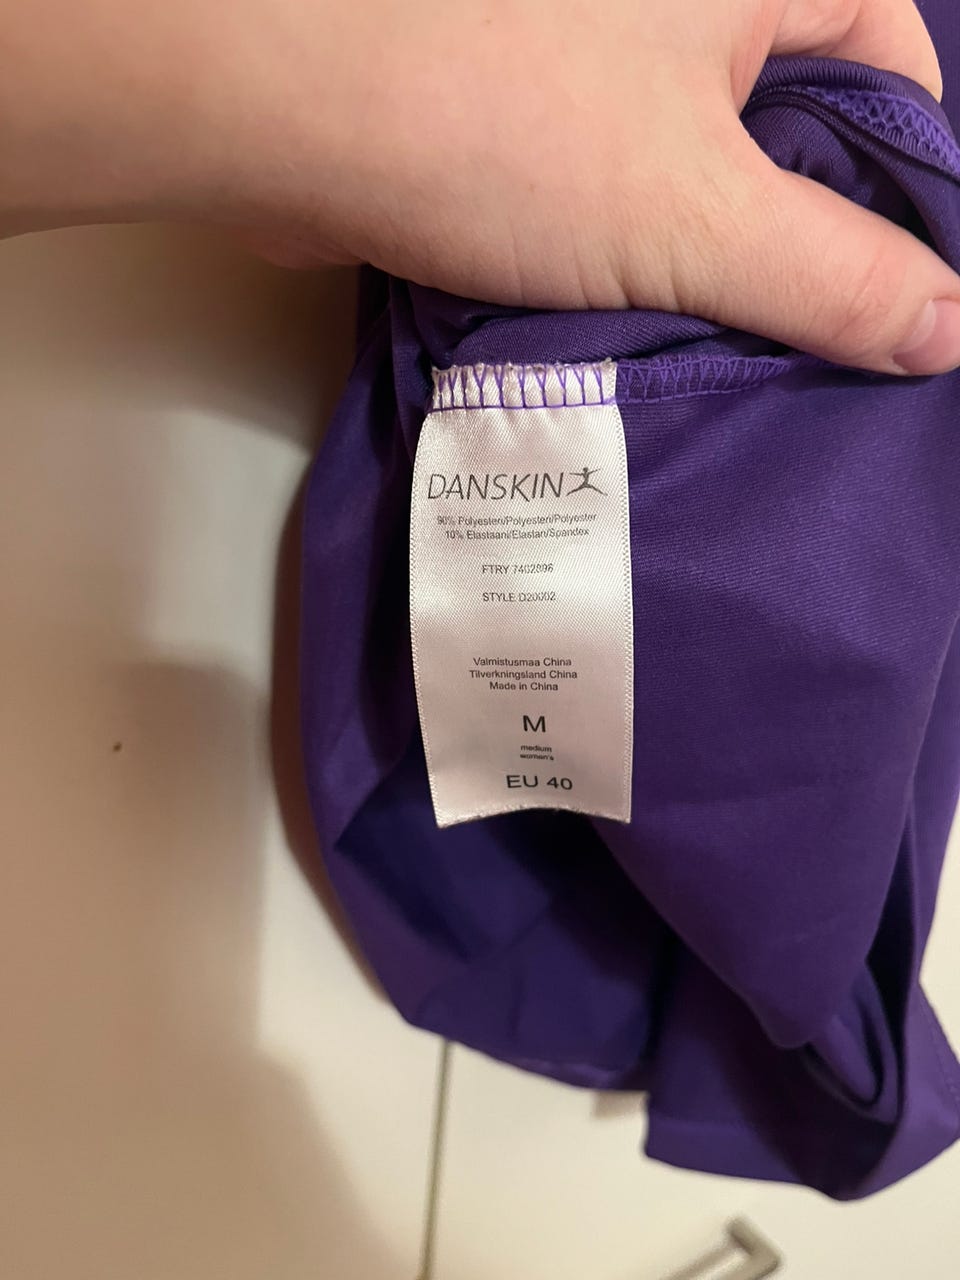 DANSKIN
90% Polyesteri/Polyester/Polyester
10% Elastaani/Elastan/Spandex
FTRY 7402896
STYLE D20002
Valmistusmaa China
Tilverkningsland China
Made in China
M
medium
women's
EU 40